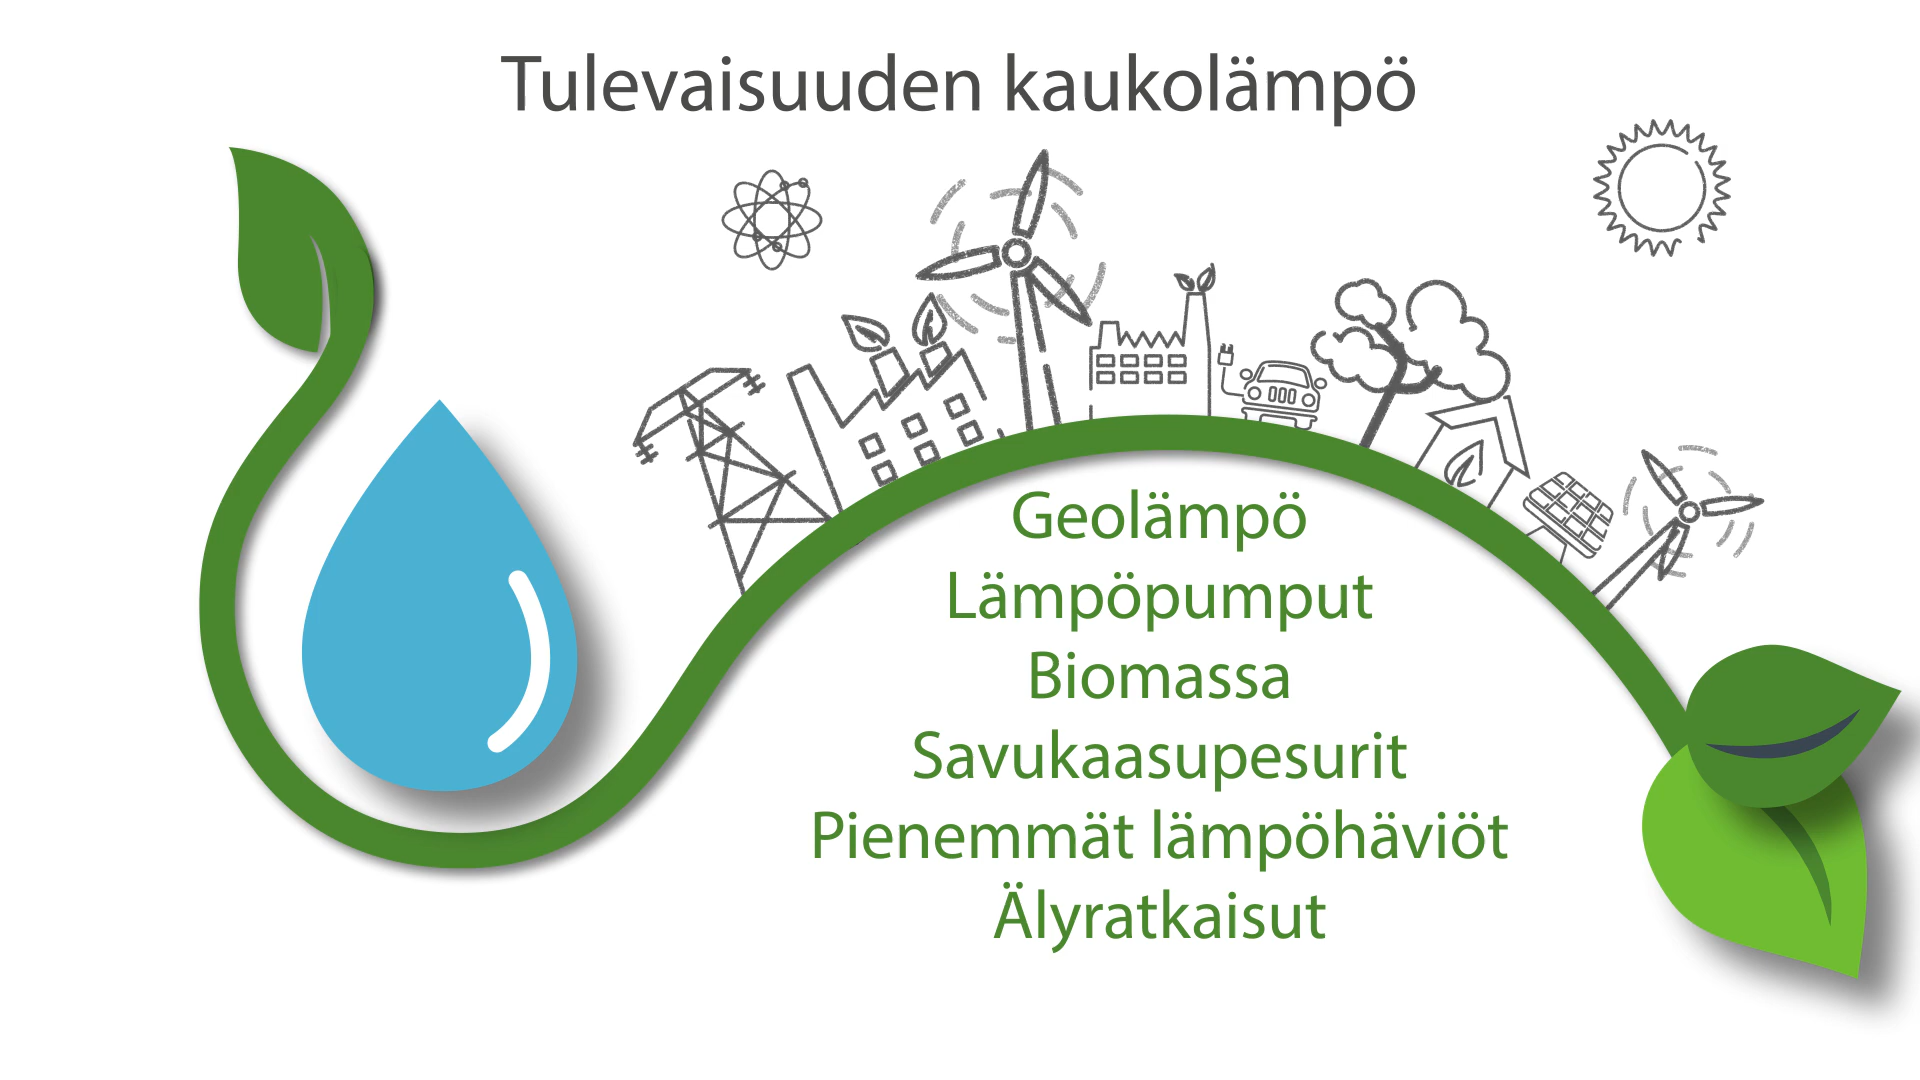 Tulevaisuuden kaukolämpö
Geolämpö
Lämpöpumput
Biomassa
Savukaasupesurit
Pienemmät lämpöhäviöt
Älyratkaisut